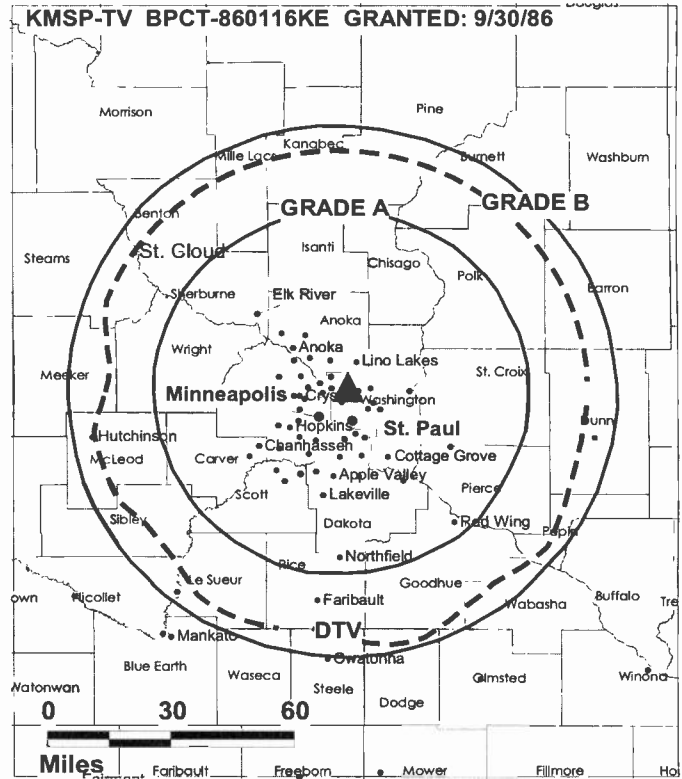 KMSP-TV BPCT-860116KE GRANTED: 9/30/86
Douglas
Morrison
Pine
Kanabec
Mille Lacs
Burnett
Washburn
GRADE A
GRADE B
Benton
St. Cloud
Isanti
Stearns
Chisago
Polk
Sherburne
Elk River
Barron
Anoka
Wright
Anoka
Lino Lakes
Meeker
St. Croix
Minneapolis
Washington
Hopkins
St. Paul
Dunn
Hutchinson
Chanhassen
McLeod
Carver
Cottage Grove
Apple Valley
Scott
Lakeville
Pierce
Sibley
Dakota
Red Wing
Pepin
Northfield
Rice
Le Sueur
Goodhue
Nicollet
Faribault
Wabasha
Buffalo
DTV
Mankato
Owatonna
Blue Earth
Waseca
Steele
Olmsted
Winona
Watonwan
Dodge
0 30 60
Miles
Faribault
Freeborn
Mower
Fillmore